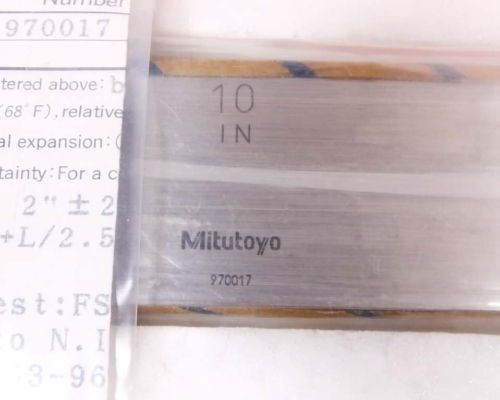 Number
970017
tered above:
(68°F), relative
al expansion: (
tainty: For a c
2" ± 2
+L/2.5
est:FS
o N.I
3-96
10
IN
Mitutoyo
970017